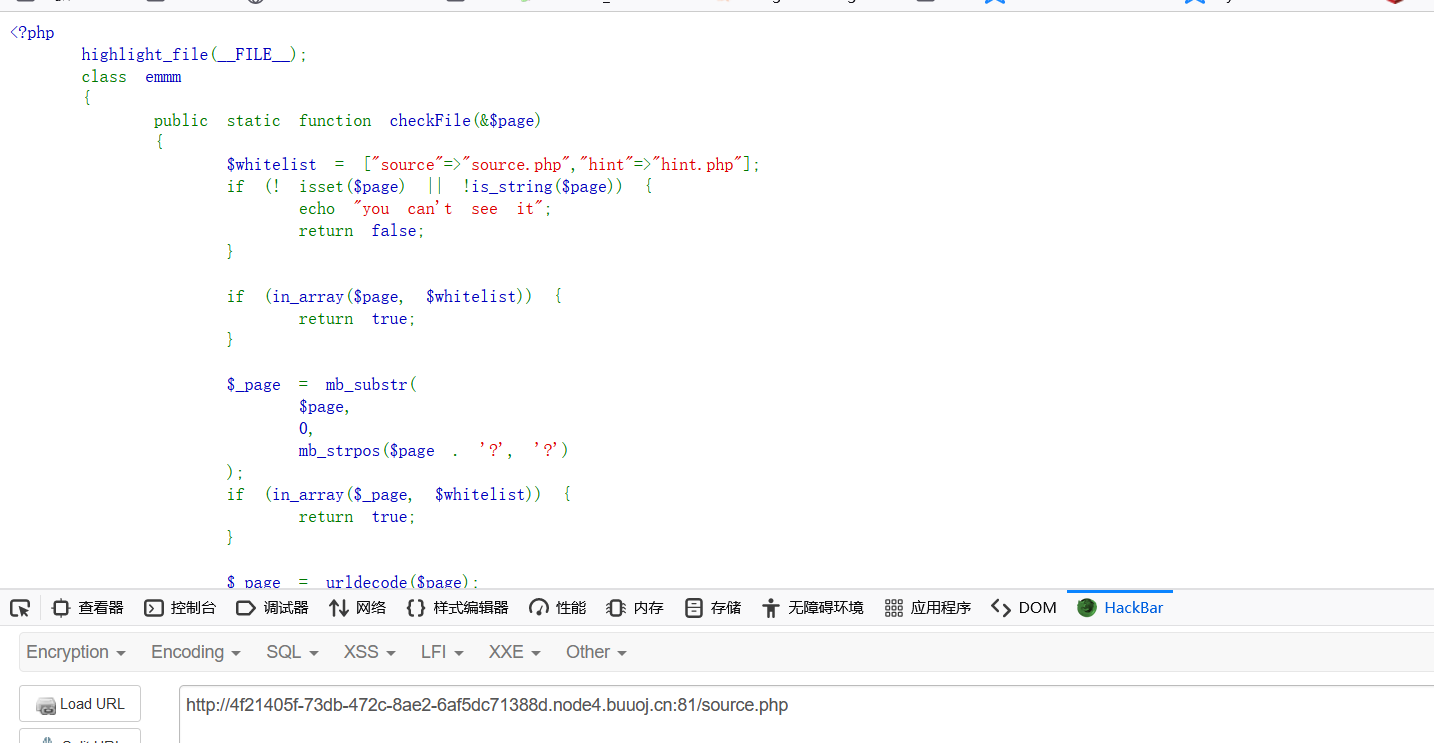 <?php
highlight_file(__FILE__);
class emmm
{
public static function checkFile(&$page)
{
$whitelist = ["source"=>"source.php","hint"=>"hint.php"];
if (! isset($page) || !is_string($page)) {
echo "you can't see it";
return false;
}
if (in_array($page, $whitelist)) {
return true;
}
$_page = mb_substr(
$page,
0,
mb_strpos($page . '?', '?')
);
if (in_array($_page, $whitelist)) {
return true;
}
$_page = urldecode($page);
查看器 控制台 调试器 网络 样式编辑器 性能 内存 存储 无障碍环境 应用程序 DOM HackBar
Encryption Encoding SQL XSS LFI XXE Other
Load URL http://4f21405f-73db-472c-8ae2-6af5dc71388d.node4.buuoj.cn:81/source.php